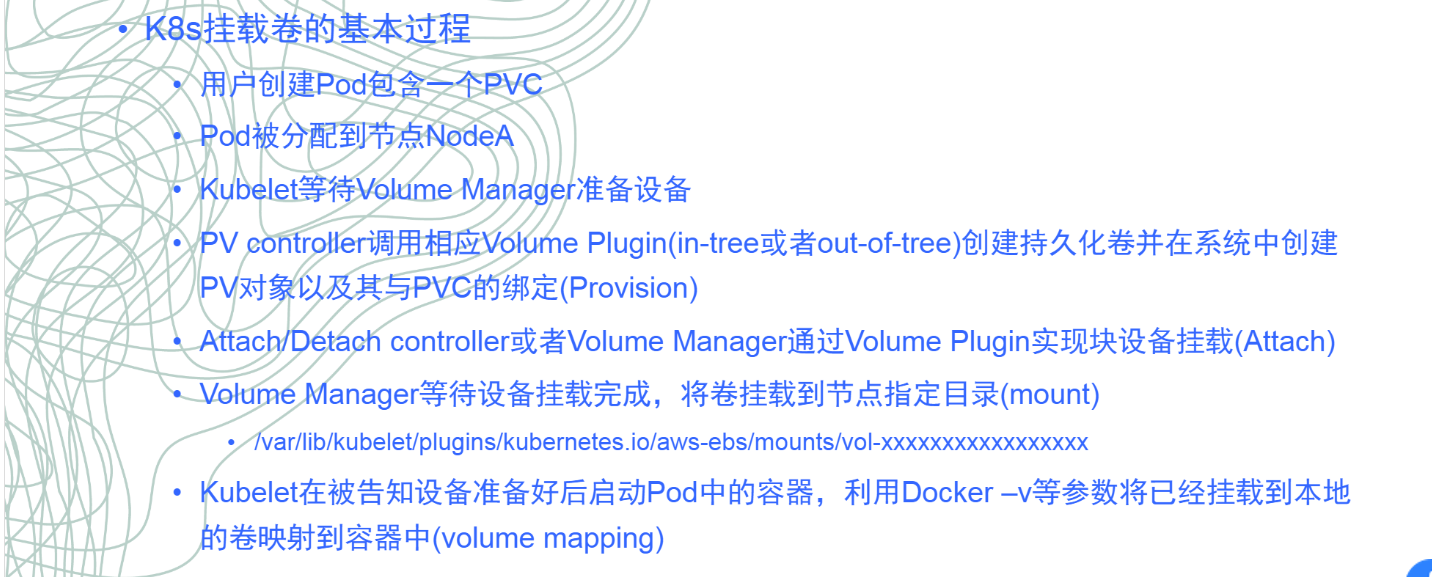 • K8s挂载卷的基本过程
• 用户创建Pod包含一个PVC
• Pod被分配到节点NodeA
• Kubelet等待Volume Manager准备设备
• PV controller调用相应Volume Plugin(in-tree或者out-of-tree)创建持久化卷并在系统中创建
PV对象以及其与PVC的绑定(Provision)
• Attach/Detach controller或者Volume Manager通过Volume Plugin实现块设备挂载(Attach)
• Volume Manager等待设备挂载完成，将卷挂载到节点指定目录(mount)
• /var/lib/kubelet/plugins/kubernetes.io/aws-ebs/mounts/vol-xxxxxxxxxxxxxxxxx
• Kubelet在被告知设备准备好后启动Pod中的容器，利用Docker –v等参数将已经挂载到本地
的卷映射到容器中(volume mapping)